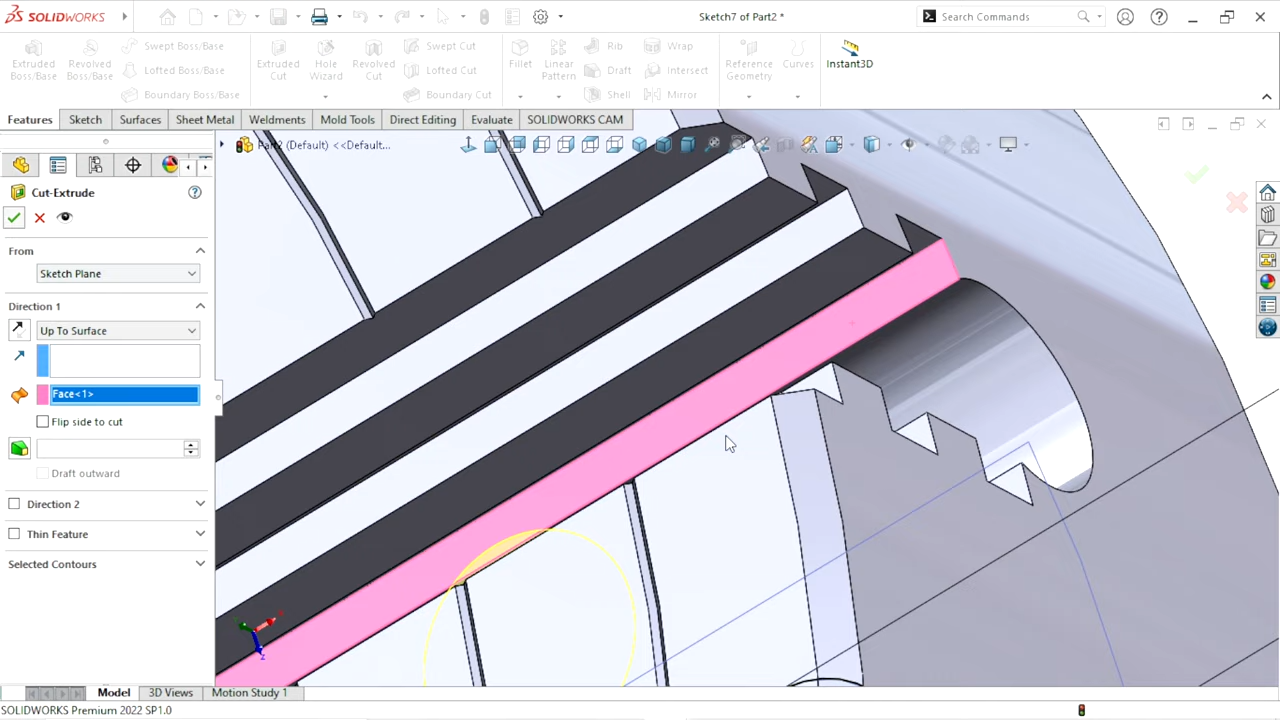 SOLIDWORKS
Sketch7 of Part2 *
Search Commands
Extruded Boss/Base
Revolved Boss/Base
Swept Boss/Base
Lofted Boss/Base
Boundary Boss/Base
Extruded Cut
Hole Wizard
Revolved Cut
Swept Cut
Lofted Cut
Boundary Cut
Fillet
Linear Pattern
Rib
Draft
Shell
Wrap
Intersect
Mirror
Reference Geometry
Curves
Instant3D
Features
Sketch
Surfaces
Sheet Metal
Weldments
Mold Tools
Direct Editing
Evaluate
SOLIDWORKS CAM
Part2 (Default) <<Default...
Cut-Extrude
From
Sketch Plane
Direction 1
Up To Surface
Face<1>
Flip side to cut
Draft outward
Direction 2
Thin Feature
Selected Contours
Model
3D Views
Motion Study 1
SOLIDWORKS Premium 2022 SP1.0